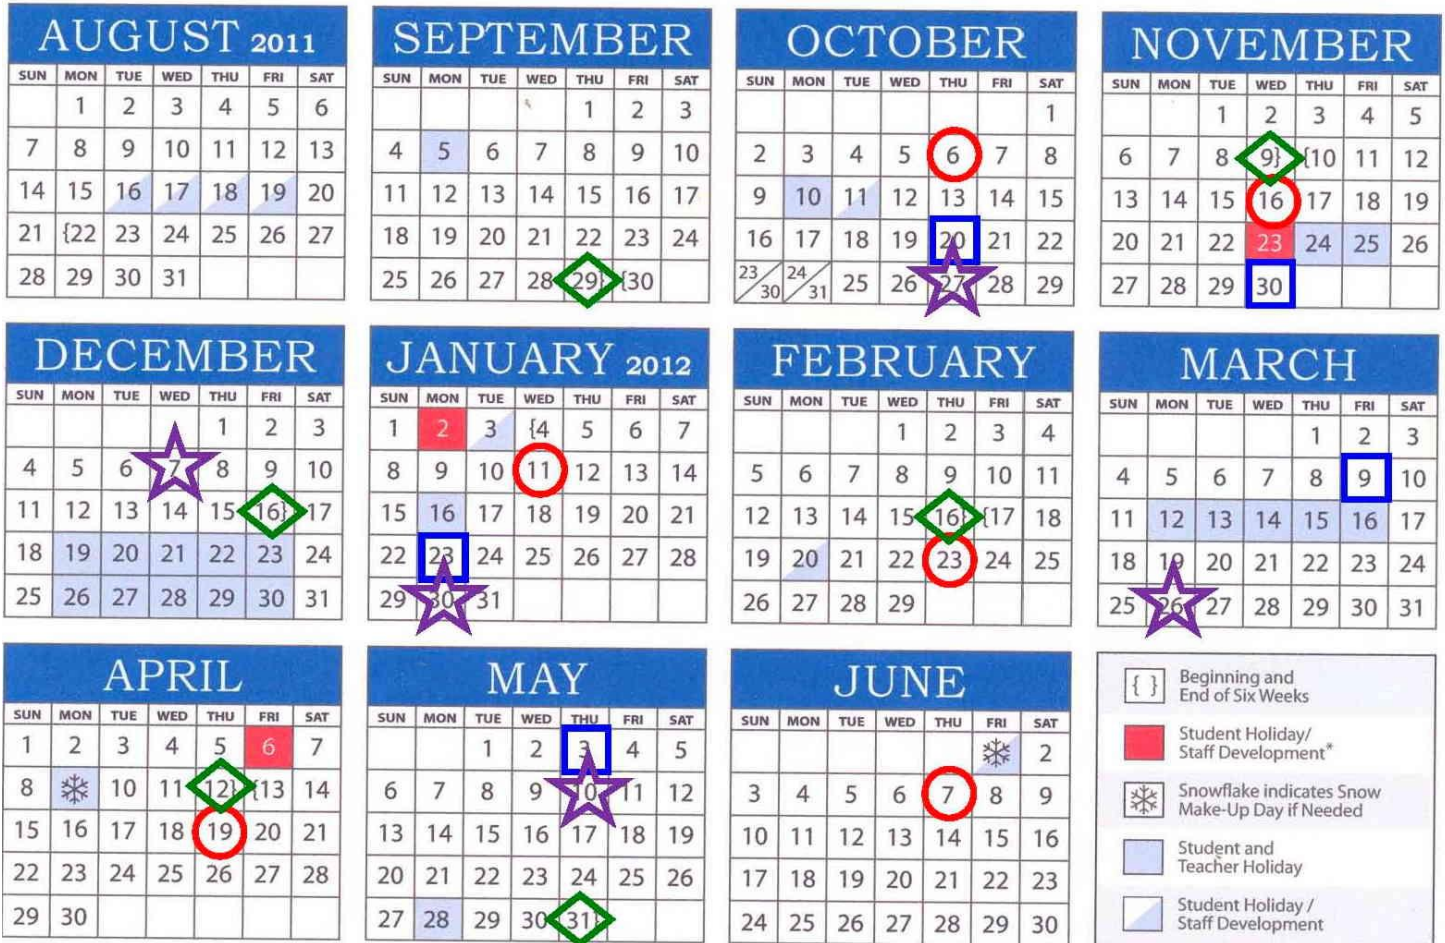 AUGUST 2011
SUN MON TUE WED THU FRI SAT
1 2 3 4 5 6
7 8 9 10 11 12 13
14 15 16 17 18 19 20
21 {22 23 24 25 26 27
28 29 30 31
SEPTEMBER
SUN MON TUE WED THU FRI SAT
1 2 3
4 5 6 7 8 9 10
11 12 13 14 15 16 17
18 19 20 21 22 23 24
25 26 27 28 29} {30
OCTOBER
SUN MON TUE WED THU FRI SAT
1
2 3 4 5 6 7 8
9 10 11 12 13 14 15
16 17 18 19 20 21 22
23/30 24/31 25 26 27 28 29
NOVEMBER
SUN MON TUE WED THU FRI SAT
1 2 3 4 5
6 7 8 9} {10 11 12
13 14 15 16 17 18 19
20 21 22 23 24 25 26
27 28 29 30
DECEMBER
SUN MON TUE WED THU FRI SAT
1 2 3
4 5 6 7 8 9 10
11 12 13 14 15 16} 17
18 19 20 21 22 23 24
25 26 27 28 29 30 31
JANUARY 2012
SUN MON TUE WED THU FRI SAT
1 2 3 {4 5 6 7
8 9 10 11 12 13 14
15 16 17 18 19 20 21
22 23 24 25 26 27 28
29 30 31
FEBRUARY
SUN MON TUE WED THU FRI SAT
1 2 3 4
5 6 7 8 9 10 11
12 13 14 15 16} {17 18
19 20 21 22 23 24 25
26 27 28 29
MARCH
SUN MON TUE WED THU FRI SAT
1 2 3
4 5 6 7 8 9 10
11 12 13 14 15 16 17
18 19 20 21 22 23 24
25 26 27 28 29 30 31
APRIL
SUN MON TUE WED THU FRI SAT
1 2 3 4 5 6 7
8 10 11 12} {13 14
15 16 17 18 19 20 21
22 23 24 25 26 27 28
29 30
MAY
SUN MON TUE WED THU FRI SAT
1 2 3 4 5
6 7 8 9 10 11 12
13 14 15 16 17 18 19
20 21 22 23 24 25 26
27 28 29 30 31}
JUNE
SUN MON TUE WED THU FRI SAT
2
3 4 5 6 7 8 9
10 11 12 13 14 15 16
17 18 19 20 21 22 23
24 25 26 27 28 29 30
{ } Beginning and
End of Six Weeks
Student Holiday/
Staff Development*
Snowflake indicates Snow
Make-Up Day if Needed
Student and
Teacher Holiday
Student Holiday /
Staff Development